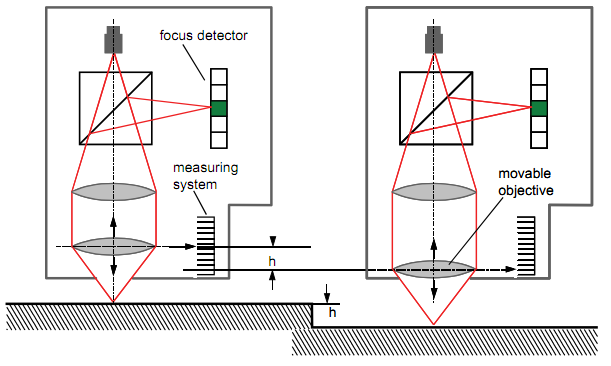 focus detector
measuring
system
movable
objective
h
h